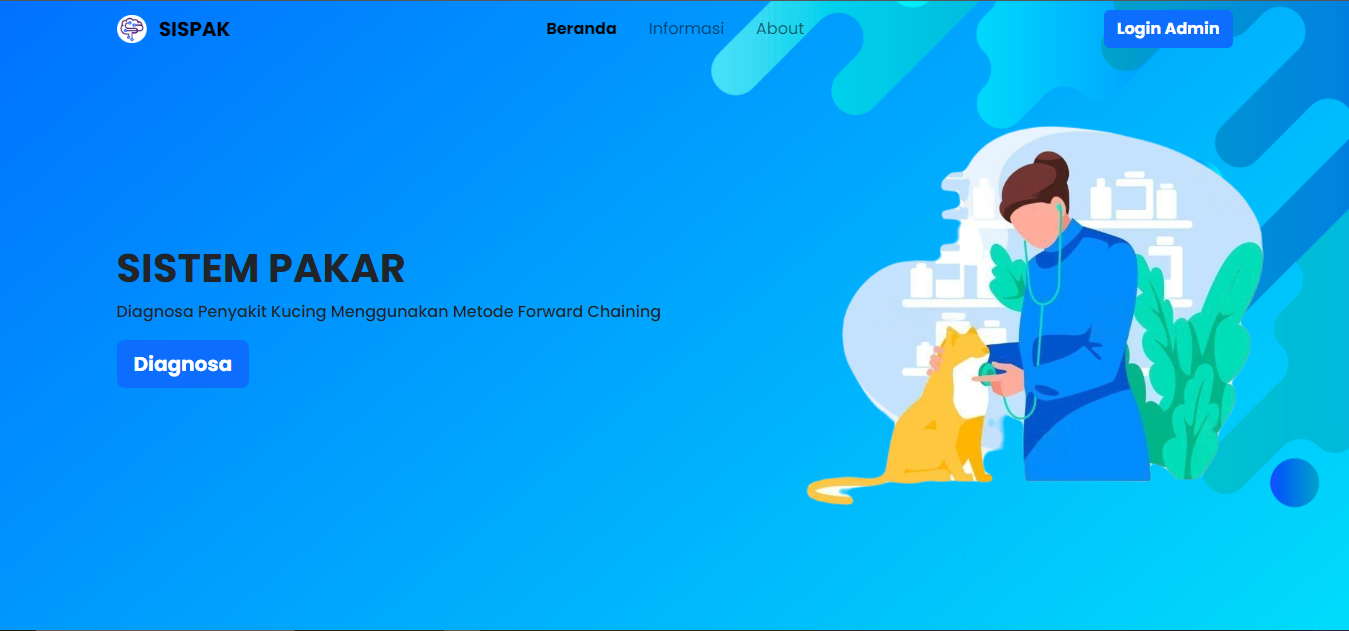 SISPAK
Beranda
Informasi
About
Login Admin
SISTEM PAKAR
Diagnosa Penyakit Kucing Menggunakan Metode Forward Chaining
Diagnosa